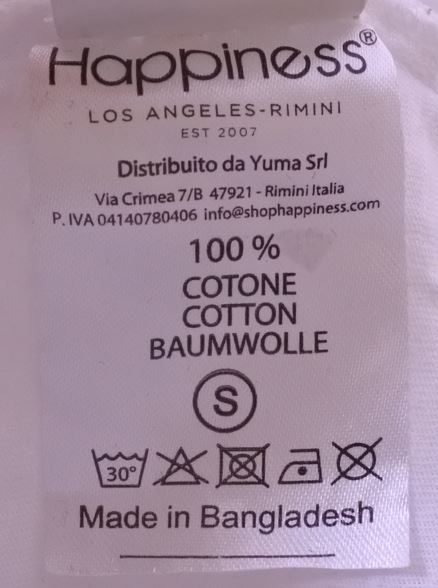 Happiness®
LOS ANGELES-RIMINI
EST 2007
Distribuito da Yuma Srl
Via Crimea 7/B 47921 - Rimini Italia
P. IVA 04140780406 info@shophappiness.com
100 %
COTONE
COTTON
BAUMWOLLE
S
30°
Made in Bangladesh